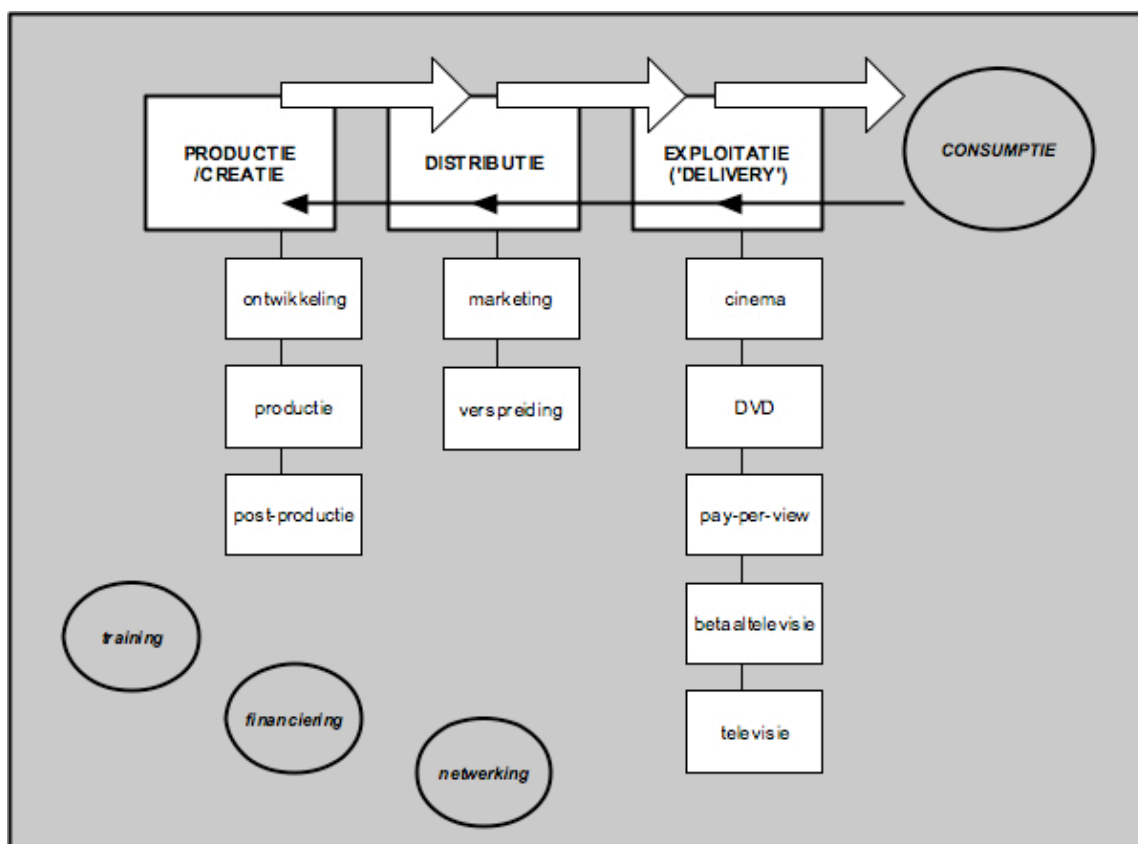 PRODUCTIE
/CREATIE
DISTRIBUTIE
EXPLOITATIE
('DELIVERY')
CONSUMPTIE
ontwikkeling
marketing
cinema
productie
verspreiding
DVD
post-productie
pay-per-view
betaaltelevisie
training
financiering
televisie
netwerking